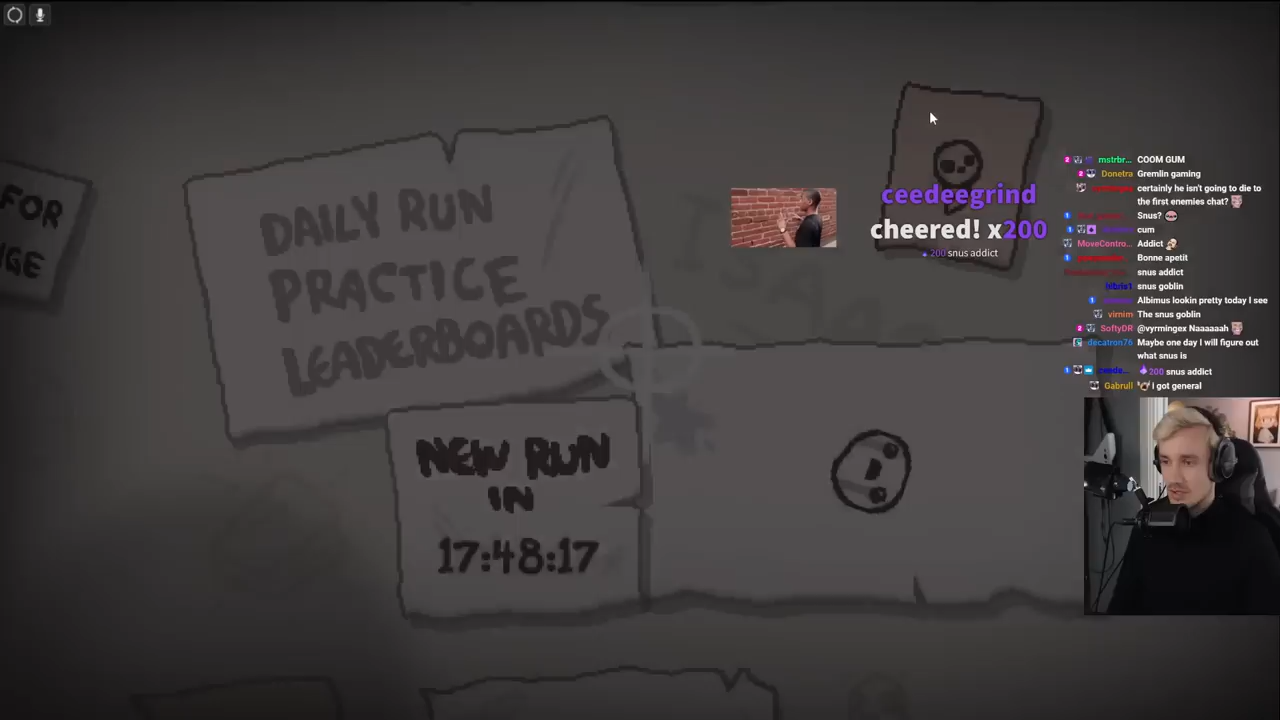 FOR
NGE
DAILY RUN
PRACTICE
LEADERBOARDS
NEW RUN
IN
17:48:17
ceedeegrind
cheered! x200
200 snus addict
mstrbr... COOM GUM
Donetra Gremlin gaming
certainly he isn't going to die to
the first enemies chat?
Snus?
cum
MoveContro... Addict
Bonne apetit
snus addict
hlbris1 snus goblin
Albimus lookin pretty today I see
vimim The snus goblin
SoftyDR @vyrmingex Naaaaaah
decatron76 Maybe one day I will figure out
what snus is
ceede... 200 snus addict
Gabrull i got general